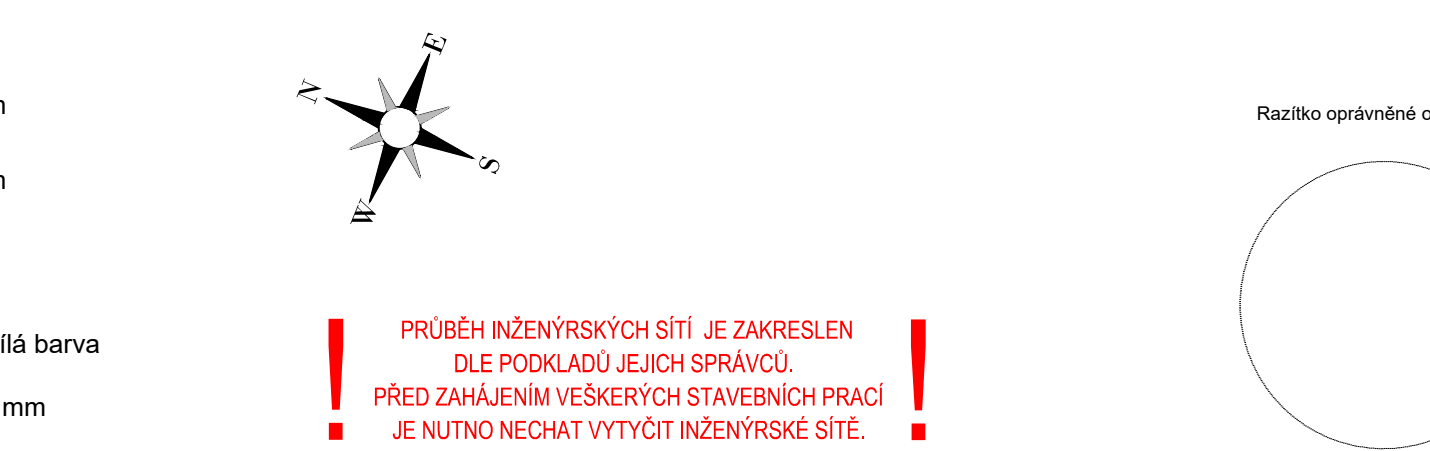 E
N
S
W
Razítko oprávněné
ílá barva
mm
! PRŮBĚH INŽENÝRSKÝCH SÍTÍ JE ZAKRESLEN !
DLE PODKLADŮ JEJICH SPRÁVCŮ.
PŘED ZAHÁJENÍM VEŠKERÝCH STAVEBNÍCH PRACÍ
JE NUTNO NECHAT VYTYČIT INŽENÝRSKÉ SÍTĚ.